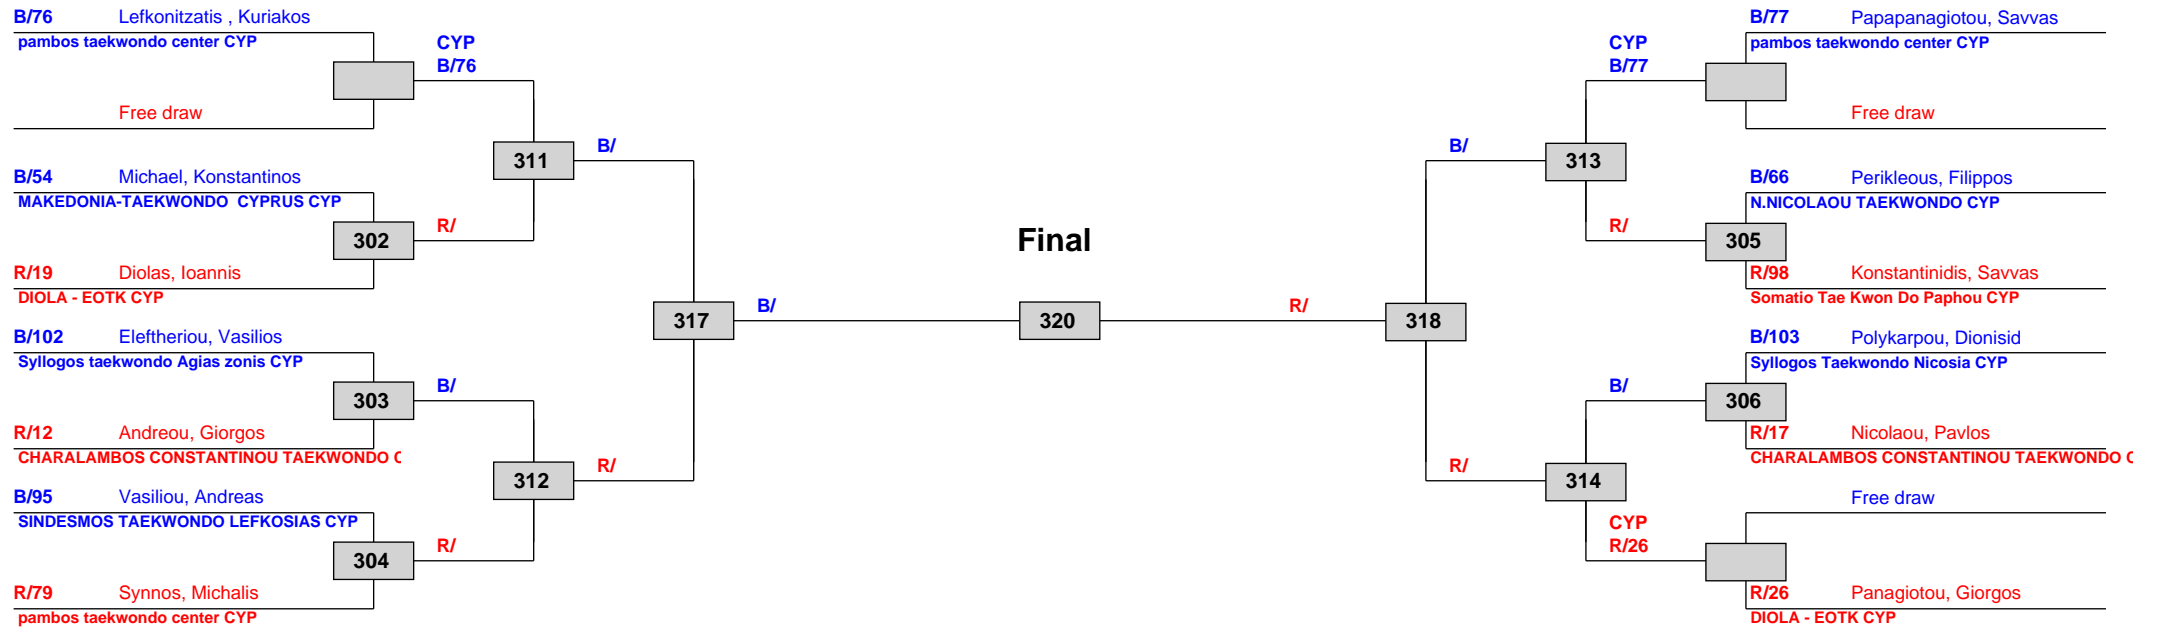 B/76 Lefkonitzatis , Kuriakos
pambos taekwondo center CYP
CYP
B/76
Free draw
311
B/
B/54 Michael, Konstantinos
MAKEDONIA-TAEKWONDO  CYPRUS CYP
302
R/
R/19 Diolas, Ioannis
DIOLA - EOTK CYP
317
B/
B/102 Eleftheriou, Vasilios
Syllogos taekwondo Agias zonis CYP
303
B/
R/12 Andreou, Giorgos
CHARALAMBOS CONSTANTINOU TAEKWONDO C
312
R/
B/95 Vasiliou, Andreas
SINDESMOS TAEKWONDO LEFKOSIAS CYP
304
R/
R/79 Synnos, Michalis
pambos taekwondo center CYP
Final
320
B/77 Papapanagiotou, Savvas
pambos taekwondo center CYP
CYP
B/77
Free draw
B/
313
B/66 Perikleous, Filippos
N.NICOLAOU TAEKWONDO CYP
R/
305
R/98 Konstantinidis, Savvas
Somatio Tae Kwon Do Paphou CYP
R/
318
B/103 Polykarpou, Dionisid
Syllogos Taekwondo Nicosia CYP
B/
306
R/17 Nicolaou, Pavlos
CHARALAMBOS CONSTANTINOU TAEKWONDO C
R/
314
Free draw
CYP
R/26
R/26 Panagiotou, Giorgos
DIOLA - EOTK CYP